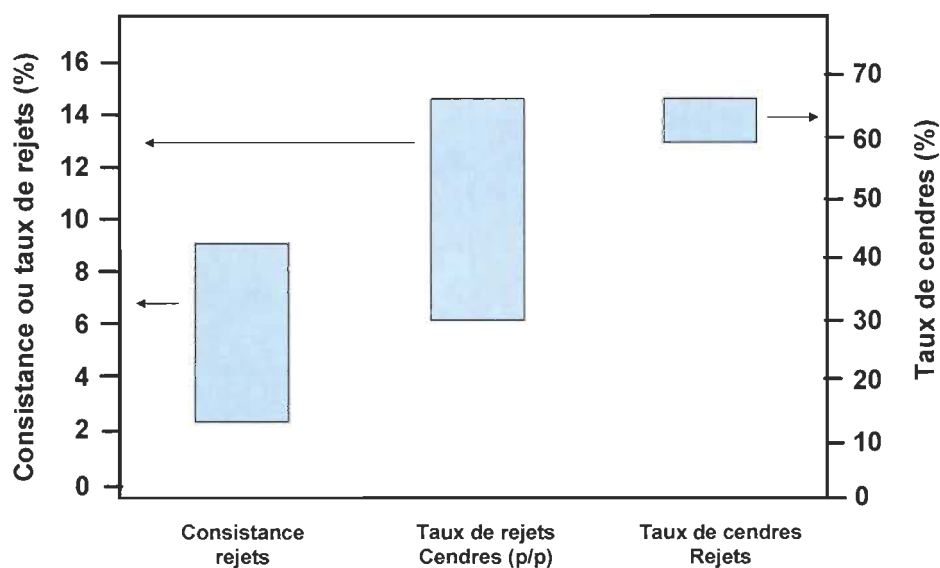 Consistance ou taux de rejets (%)
16
14
12
10
8
6
4
2
0
70
60
50
40
30
20
10
0
Taux de cendres (%)
Consistance
rejets
Taux de rejets
Cendres (p/p)
Taux de cendres
Rejets